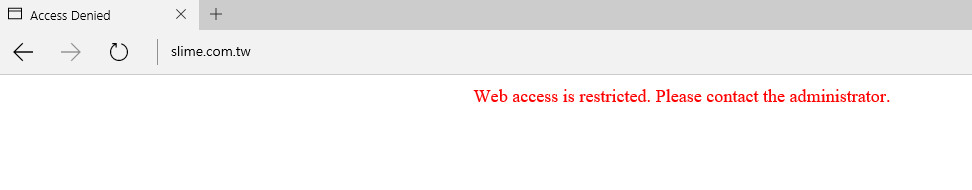 Access Denied
slime.com.tw
Web access is restricted. Please contact the administrator.